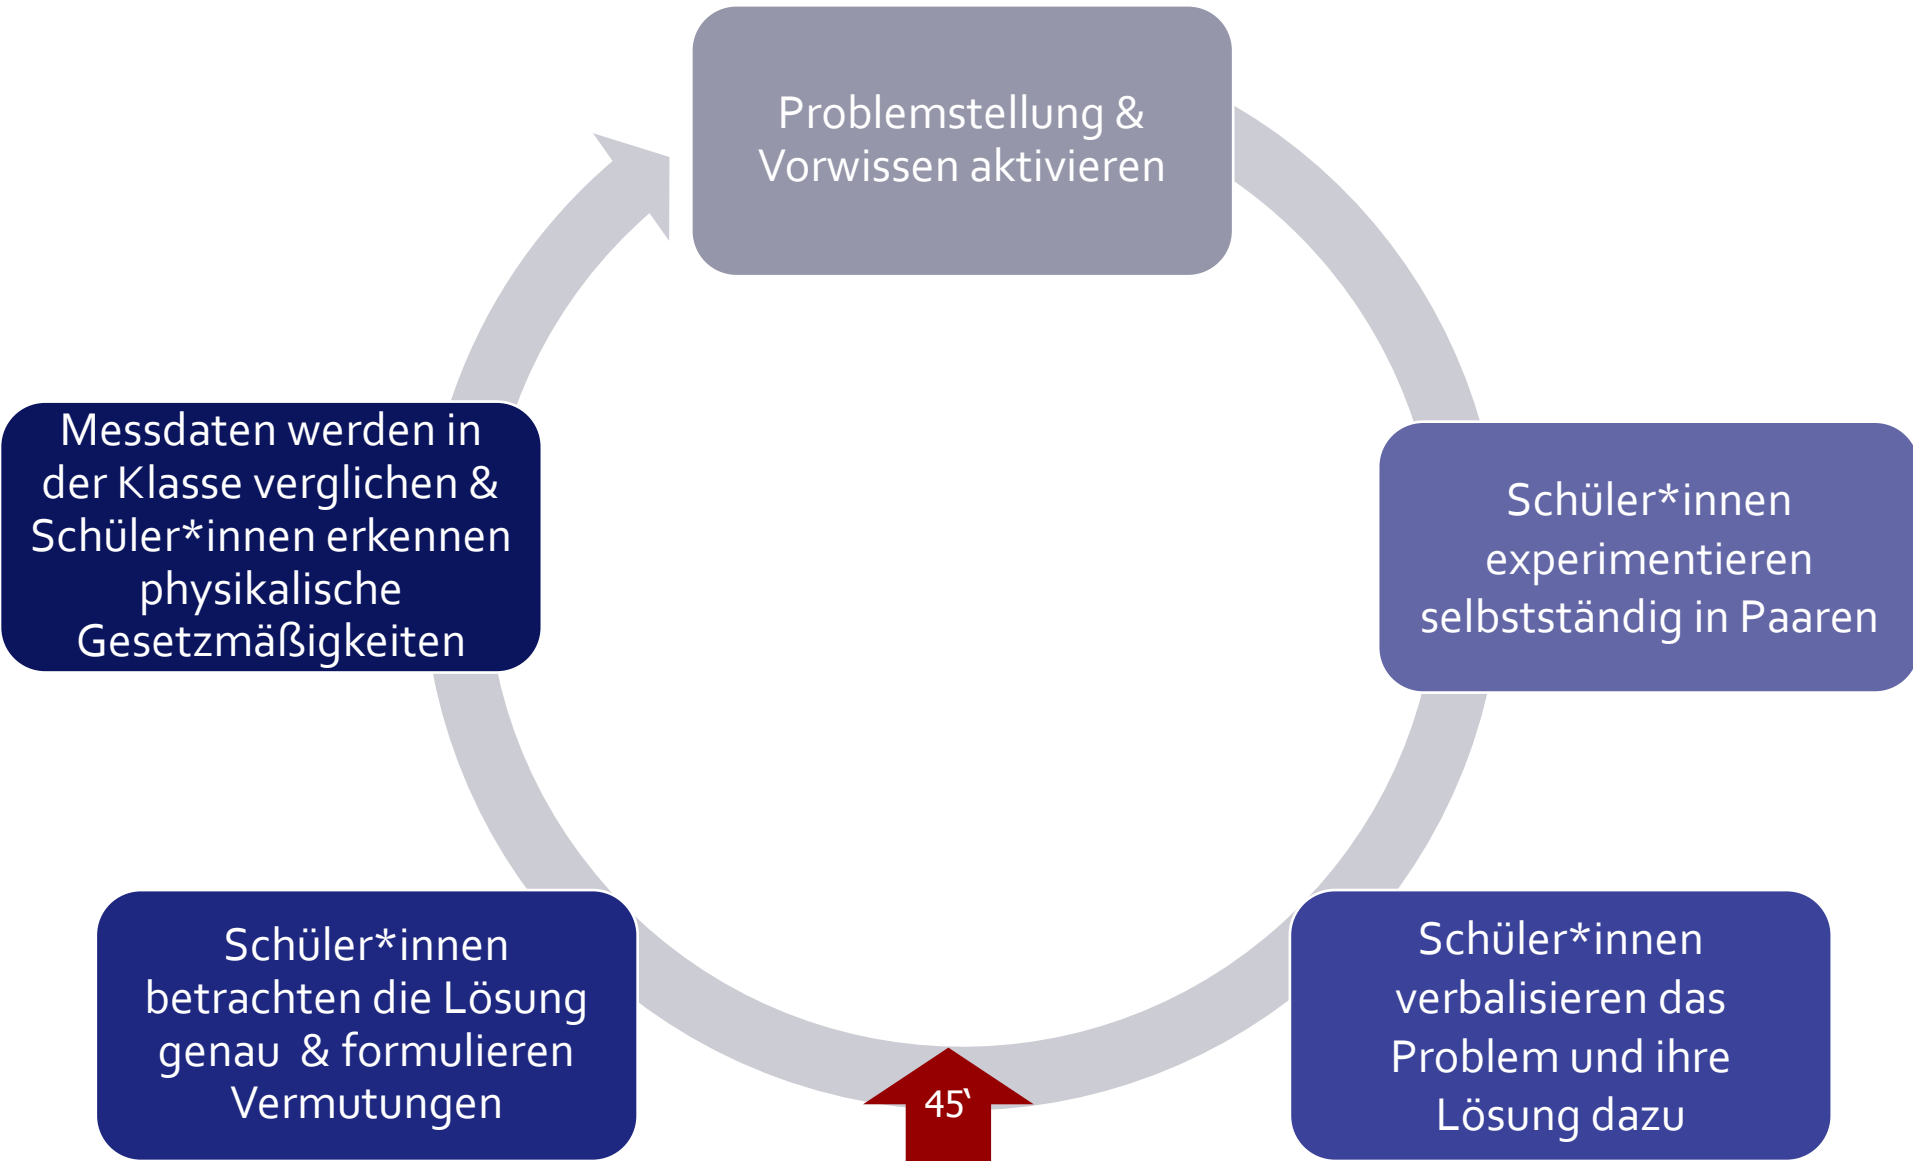 Problemstellung &
Vorwissen aktivieren
Schüler*innen
experimentieren
selbstständig in Paaren
Schüler*innen
verbalisieren das
Problem und ihre
Lösung dazu
45‘
Schüler*innen
betrachten die Lösung
genau & formulieren
Vermutungen
Messdaten werden in
der Klasse verglichen &
Schüler*innen erkennen
physikalische
Gesetzmäßigkeiten